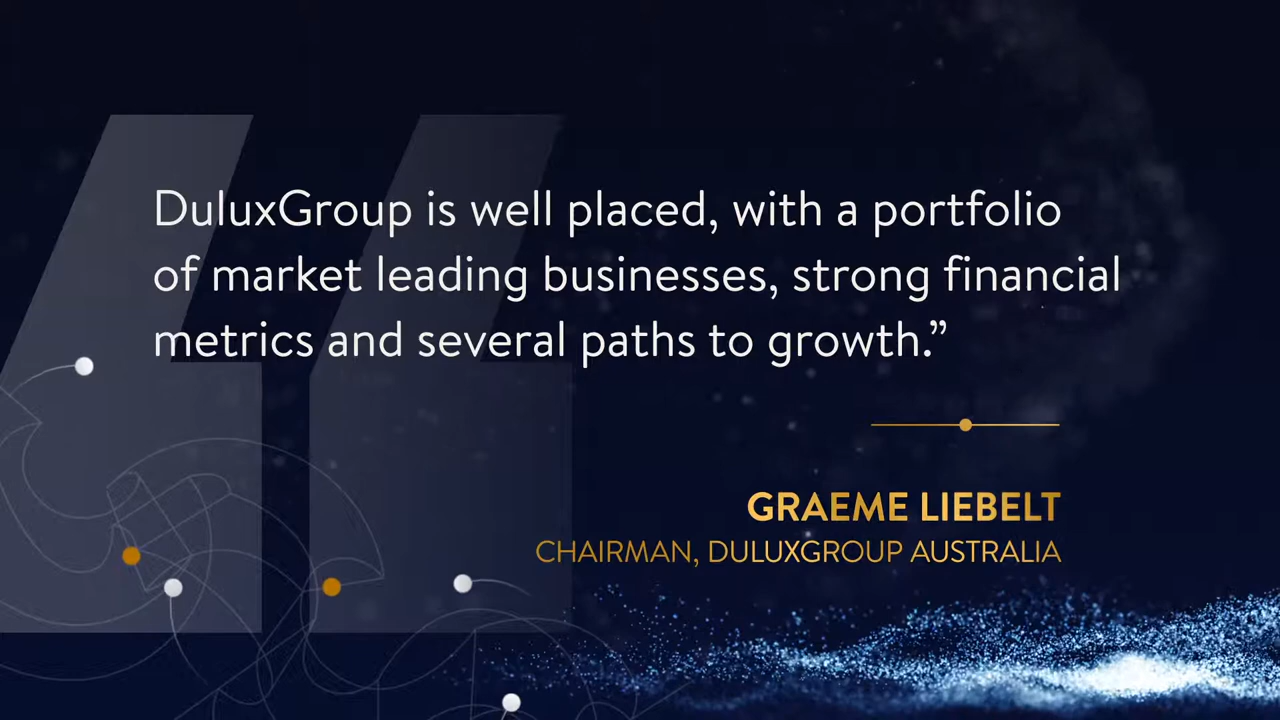 DuluxGroup is well placed, with a portfolio
of market leading businesses, strong financial
metrics and several paths to growth.”
GRAEME LIEBELT
CHAIRMAN, DULUXGROUP AUSTRALIA